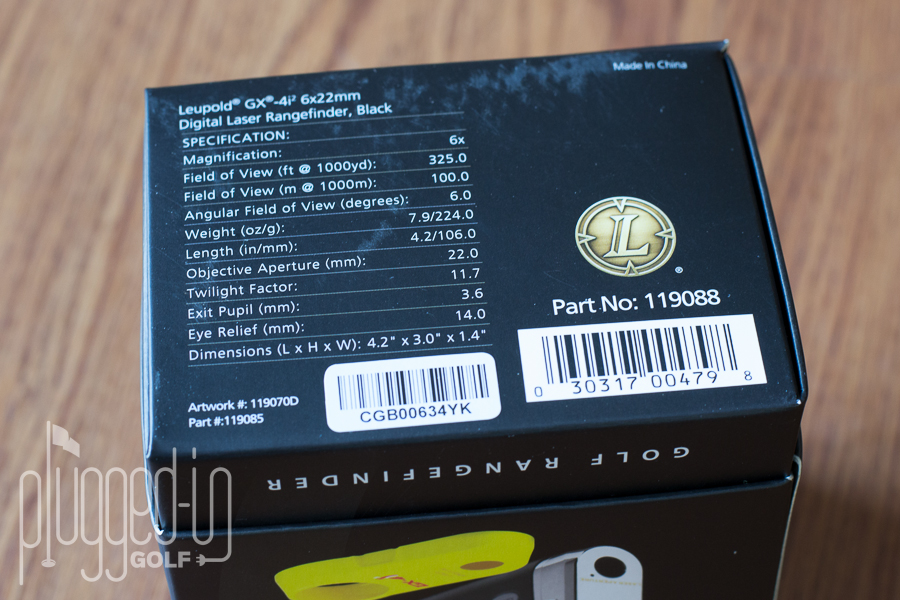 Made In China
Leupold® GX®-4i² 6x22mm
Digital Laser Rangefinder, Black
SPECIFICATION:
Magnification: 6x
Field of View (ft @ 1000yd): 325.0
Field of View (m @ 1000m): 100.0
Angular Field of View (degrees): 6.0
Weight (oz/g): 7.9/224.0
Length (in/mm): 4.2/106.0
Objective Aperture (mm): 22.0
Twilight Factor: 11.7
Exit Pupil (mm): 3.6
Eye Relief (mm): 14.0
Dimensions (L x H x W): 4.2" x 3.0" x 1.4"
L
®
Part No: 119088
0 30317 00479 8
Artwork #: 119070D
Part #:119085
CGB00634YK
GOLF RANGEFINDER
plugged-in
GOLF